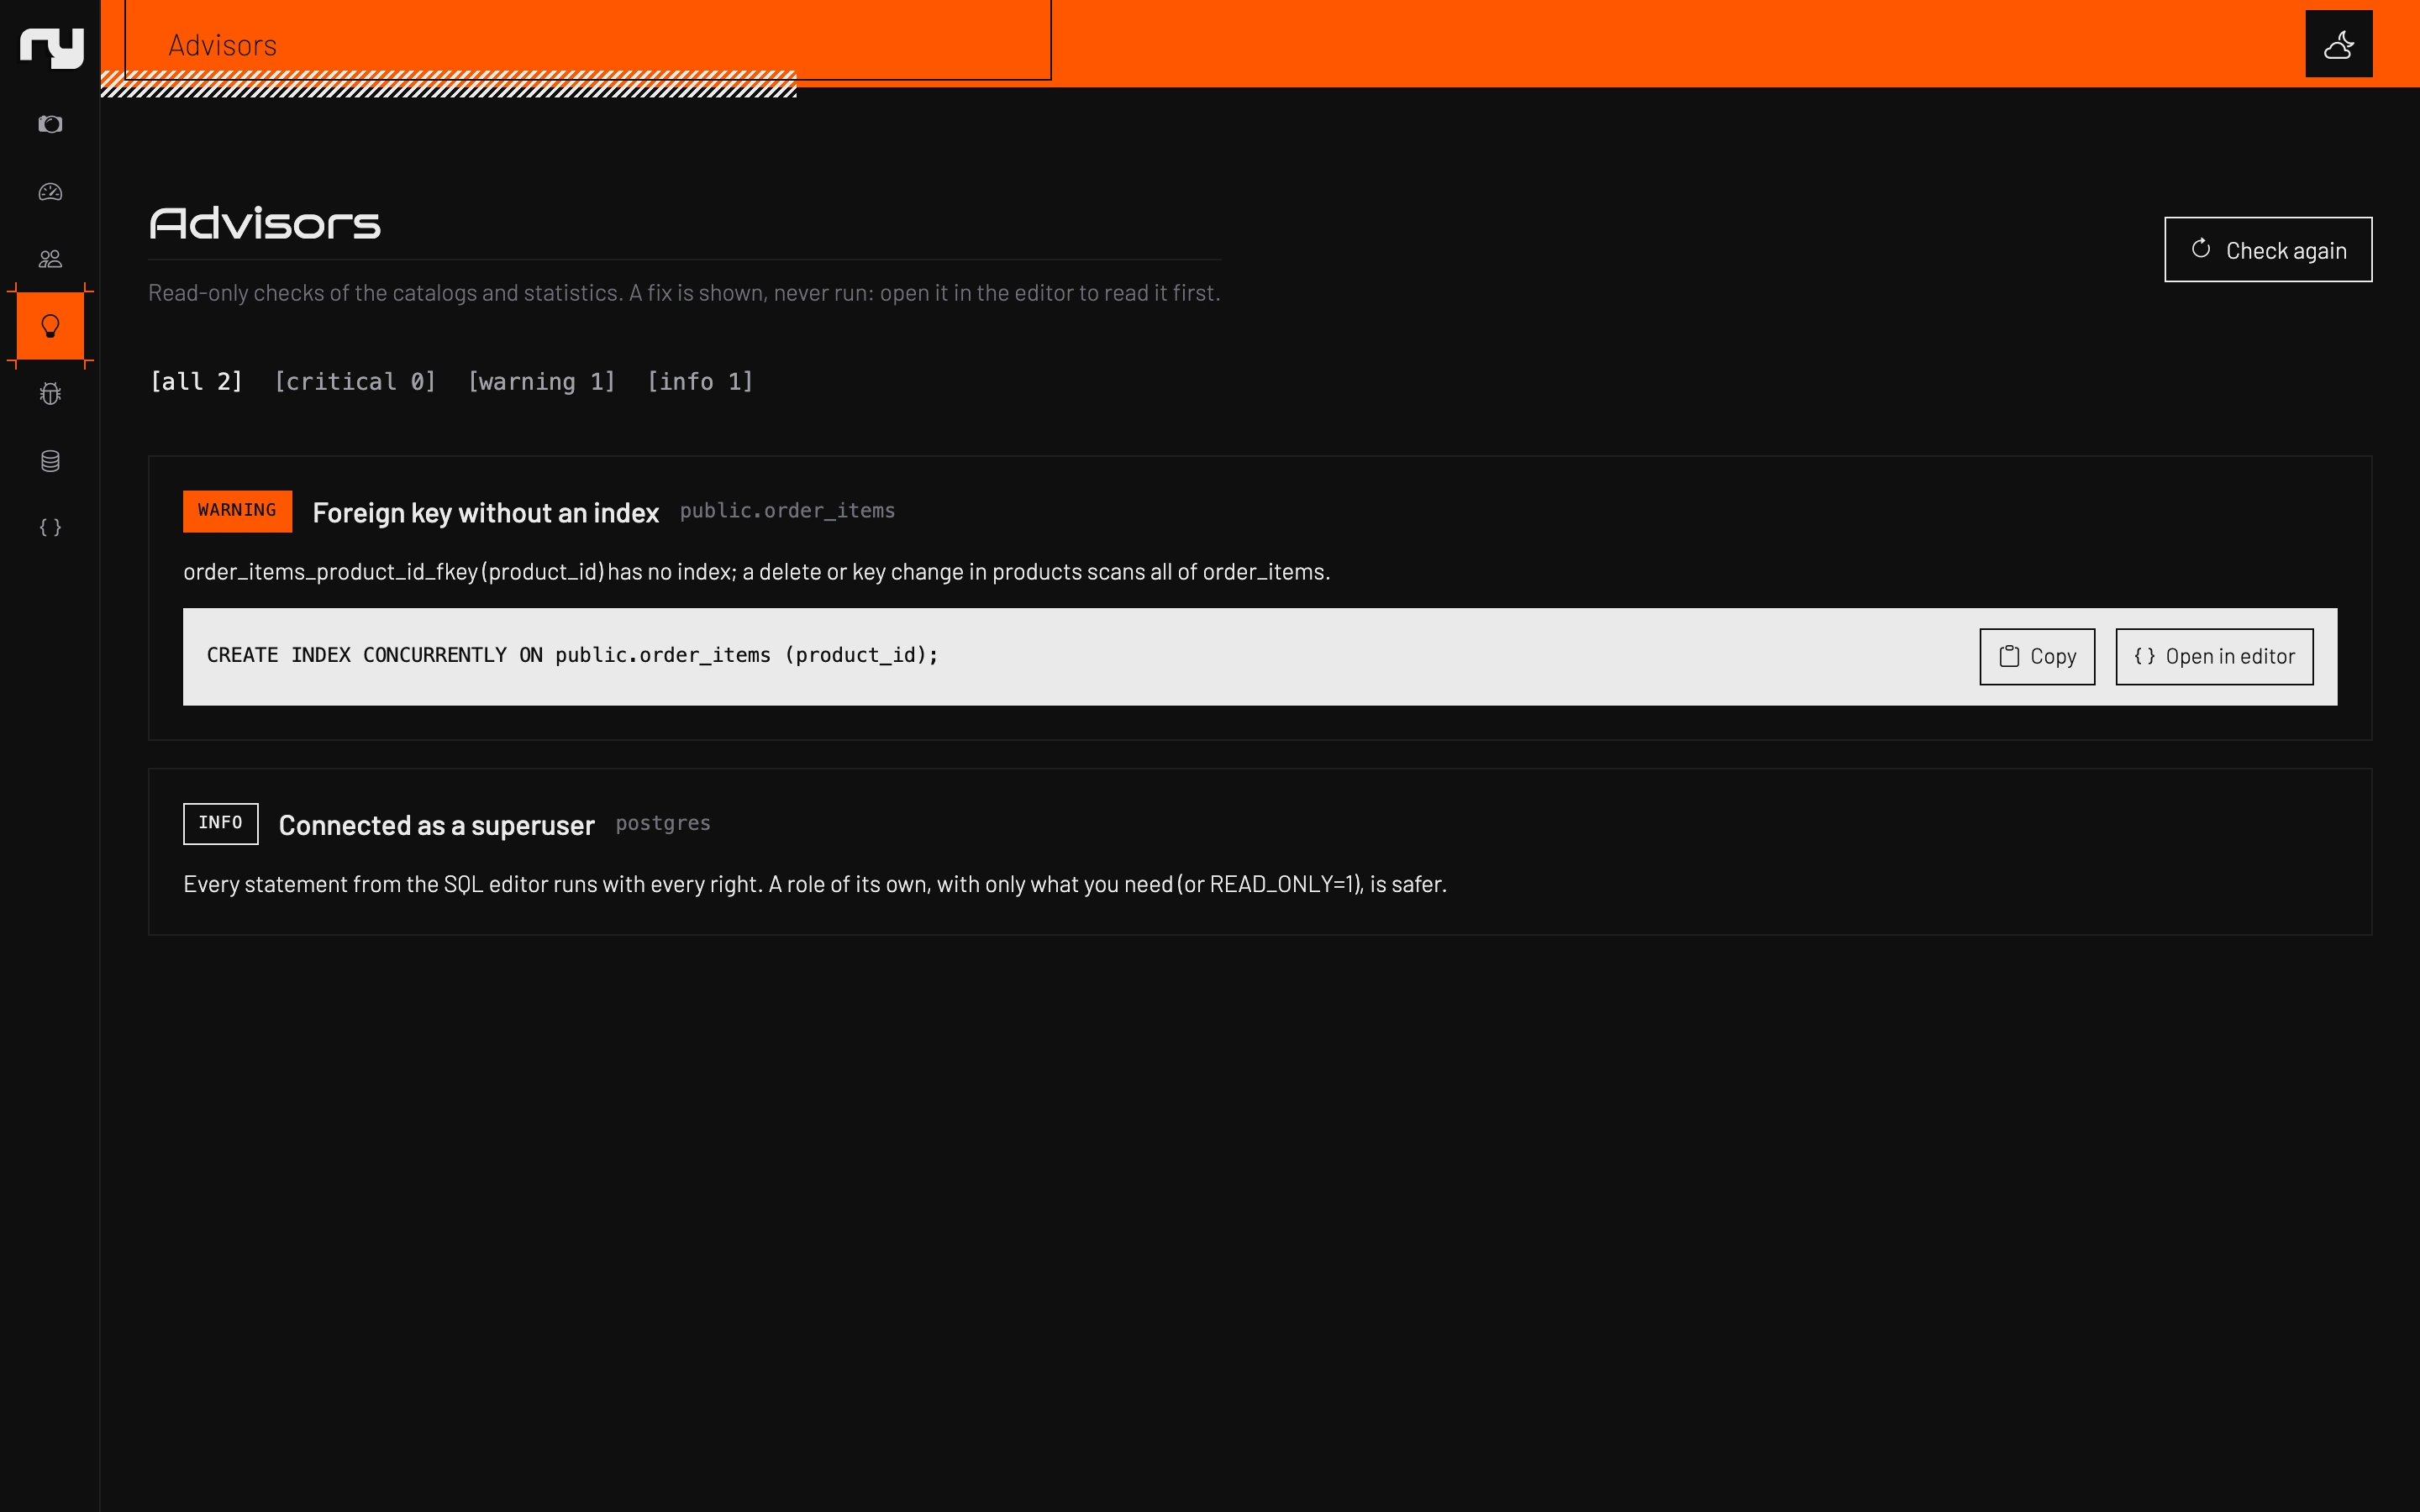 ry
Advisors
Advisors
Check again
Read-only checks of the catalogs and statistics. A fix is shown, never run: open it in the editor to read it first.
[all 2] [critical 0] [warning 1] [info 1]
WARNING Foreign key without an index public.order_items
order_items_product_id_fkey (product_id) has no index; a delete or key change in products scans all of order_items.
CREATE INDEX CONCURRENTLY ON public.order_items (product_id); Copy { } Open in editor
INFO Connected as a superuser postgres
Every statement from the SQL editor runs with every right. A role of its own, with only what you need (or READ_ONLY=1), is safer.